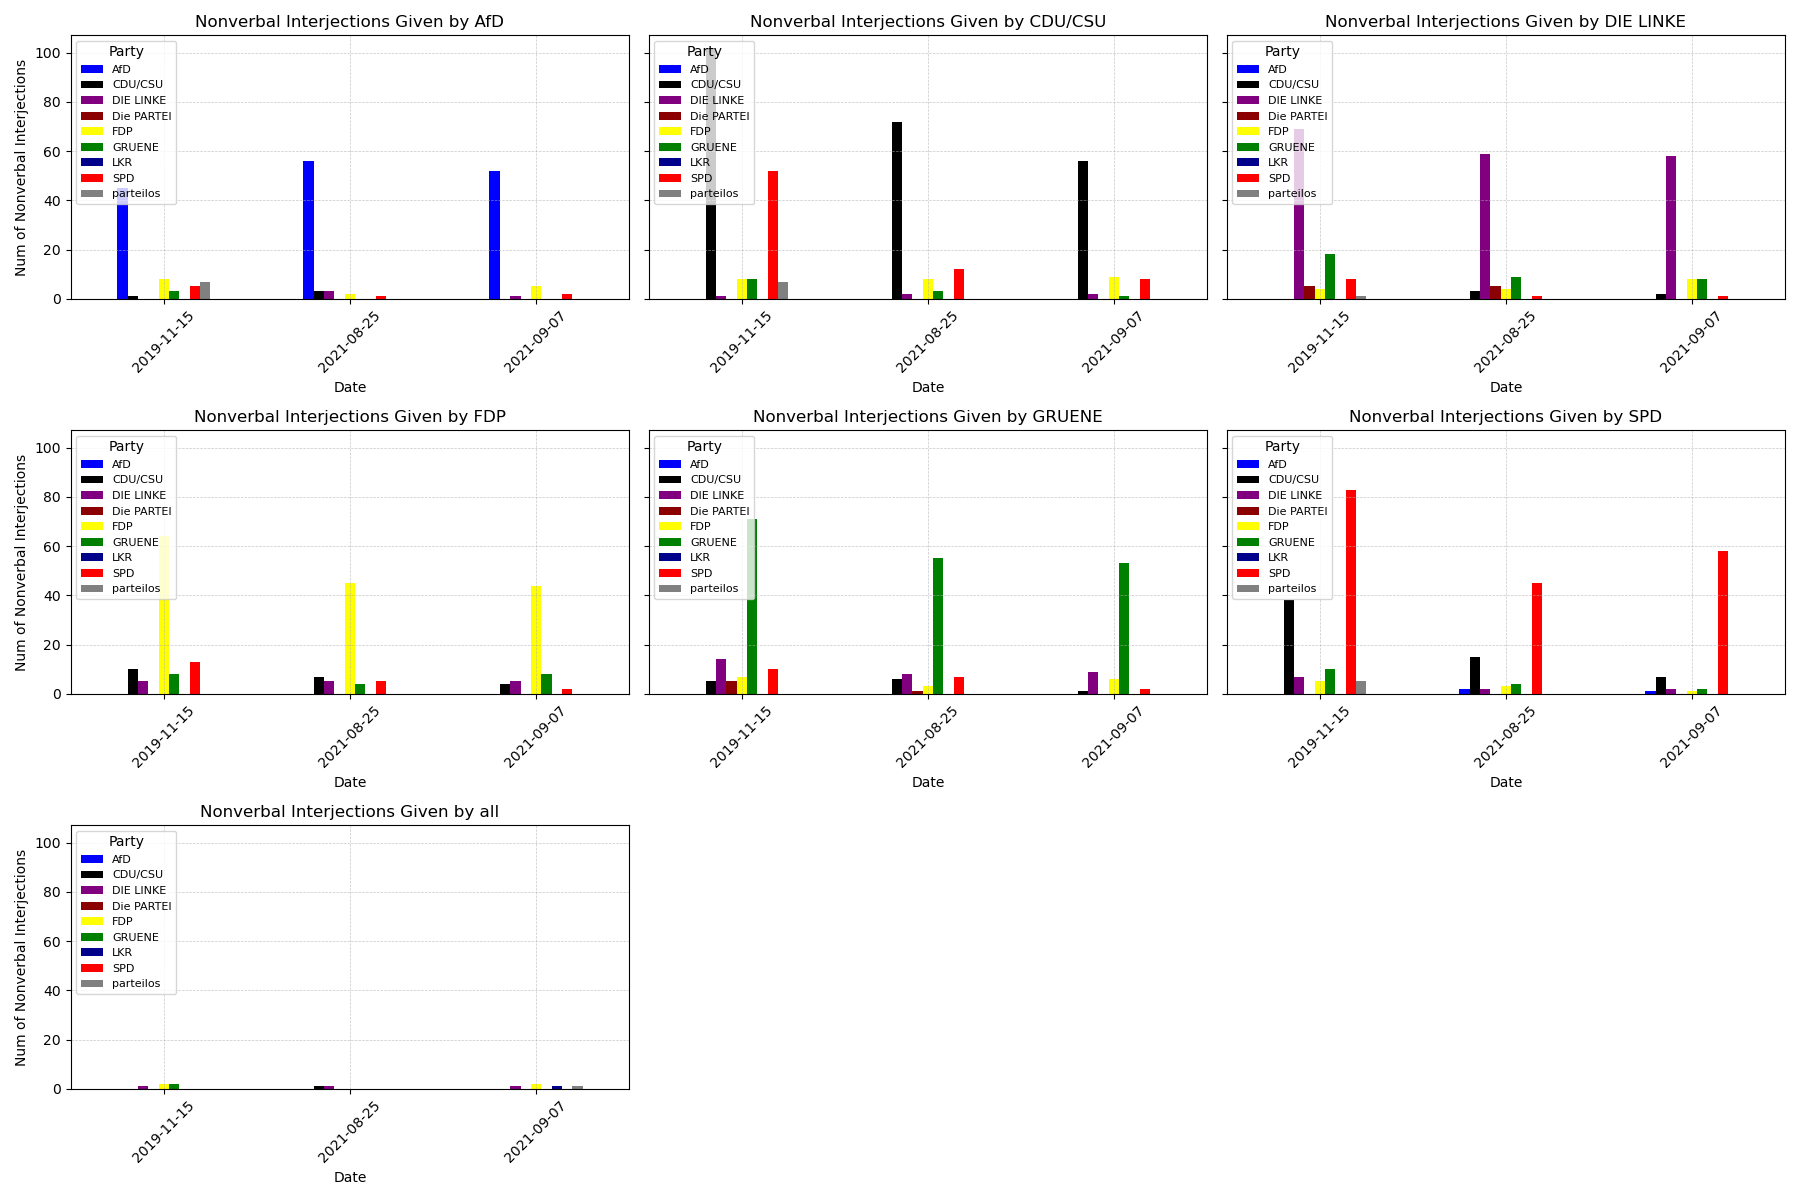 Nonverbal Interjections Given by AfD
Num of Nonverbal Interjections
100
80
60
40
20
0
Party
AfD
CDU/CSU
DIE LINKE
Die PARTEI
FDP
GRUENE
LKR
SPD
parteilos
2019-11-15
2021-08-25
2021-09-07
Date
Nonverbal Interjections Given by CDU/CSU
Party
AfD
CDU/CSU
DIE LINKE
Die PARTEI
FDP
GRUENE
LKR
SPD
parteilos
2019-11-15
2021-08-25
2021-09-07
Date
Nonverbal Interjections Given by DIE LINKE
Party
AfD
CDU/CSU
DIE LINKE
Die PARTEI
FDP
GRUENE
LKR
SPD
parteilos
2019-11-15
2021-08-25
2021-09-07
Date
Nonverbal Interjections Given by FDP
Num of Nonverbal Interjections
100
80
60
40
20
0
Party
AfD
CDU/CSU
DIE LINKE
Die PARTEI
FDP
GRUENE
LKR
SPD
parteilos
2019-11-15
2021-08-25
2021-09-07
Date
Nonverbal Interjections Given by GRUENE
Party
AfD
CDU/CSU
DIE LINKE
Die PARTEI
FDP
GRUENE
LKR
SPD
parteilos
2019-11-15
2021-08-25
2021-09-07
Date
Nonverbal Interjections Given by SPD
Party
AfD
CDU/CSU
DIE LINKE
Die PARTEI
FDP
GRUENE
LKR
SPD
parteilos
2019-11-15
2021-08-25
2021-09-07
Date
Nonverbal Interjections Given by all
Num of Nonverbal Interjections
100
80
60
40
20
0
Party
AfD
CDU/CSU
DIE LINKE
Die PARTEI
FDP
GRUENE
LKR
SPD
parteilos
2019-11-15
2021-08-25
2021-09-07
Date